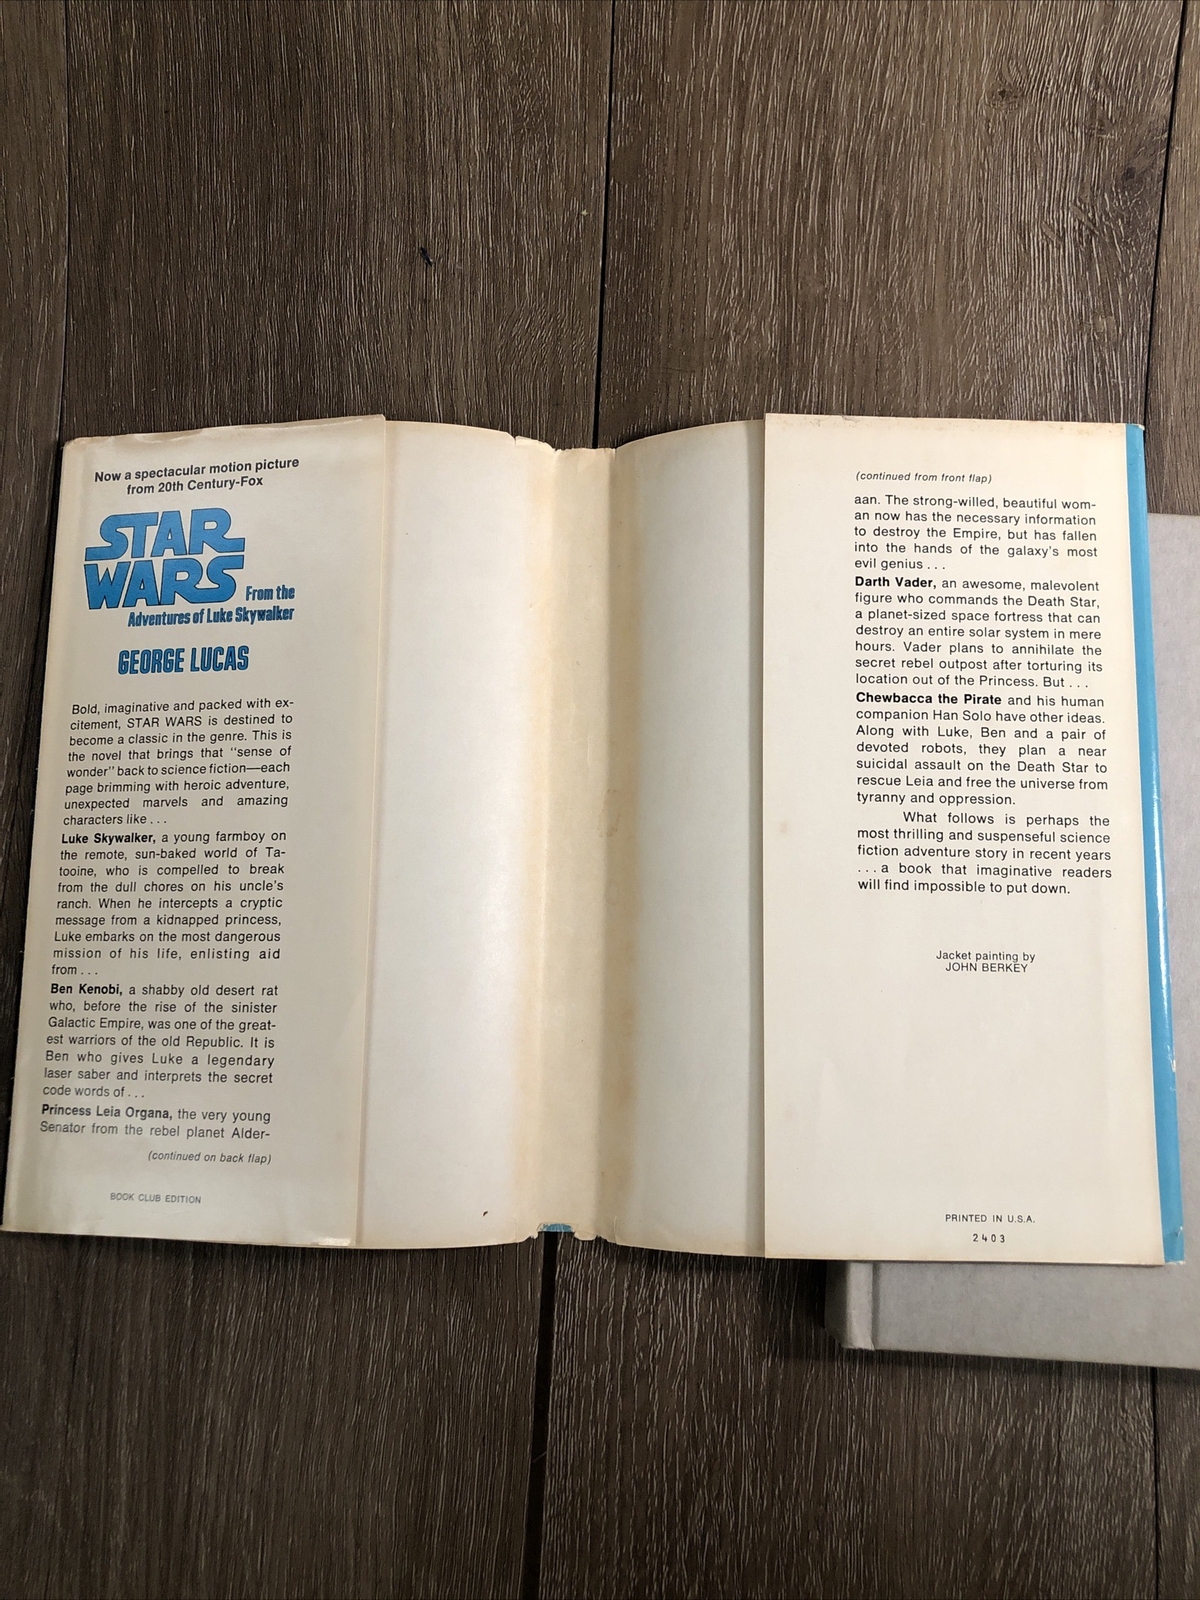 Now a spectacular motion picture
from 20th Century-Fox
STAR
WARS
From the
Adventures of Luke Skywalker
GEORGE LUCAS
Bold, imaginative and packed with ex-
citement, STAR WARS is destined to
become a classic in the genre. This is
the novel that brings that "sense of
wonder" back to science fiction—each
page brimming with heroic adventure,
unexpected marvels and amazing
characters like . . .
Luke Skywalker, a young farmboy on
the remote, sun-baked world of Ta-
tooine, who is compelled to break
from the dull chores on his uncle's
ranch. When he intercepts a cryptic
message from a kidnapped princess,
Luke embarks on the most dangerous
mission of his life, enlisting aid
from . . .
Ben Kenobi, a shabby old desert rat
who, before the rise of the sinister
Galactic Empire, was one of the great-
est warriors of the old Republic. It is
Ben who gives Luke a legendary
laser saber and interprets the secret
code words of . . .
Princess Leia Organa, the very young
Senator from the rebel planet Alder-
(continued on back flap)
BOOK CLUB EDITION
(continued from front flap)
aan. The strong-willed, beautiful wom-
an now has the necessary information
to destroy the Empire, but has fallen
into the hands of the galaxy's most
evil genius . . .
Darth Vader, an awesome, malevolent
figure who commands the Death Star,
a planet-sized space fortress that can
destroy an entire solar system in mere
hours. Vader plans to annihilate the
secret rebel outpost after torturing its
location out of the Princess. But . . .
Chewbacca the Pirate and his human
companion Han Solo have other ideas.
Along with Luke, Ben and a pair of
devoted robots, they plan a near
suicidal assault on the Death Star to
rescue Leia and free the universe from
tyranny and oppression.
What follows is perhaps the
most thrilling and suspenseful science
fiction adventure story in recent years
. . . a book that imaginative readers
will find impossible to put down.
Jacket painting by
JOHN BERKEY
PRINTED IN U.S.A.
2403